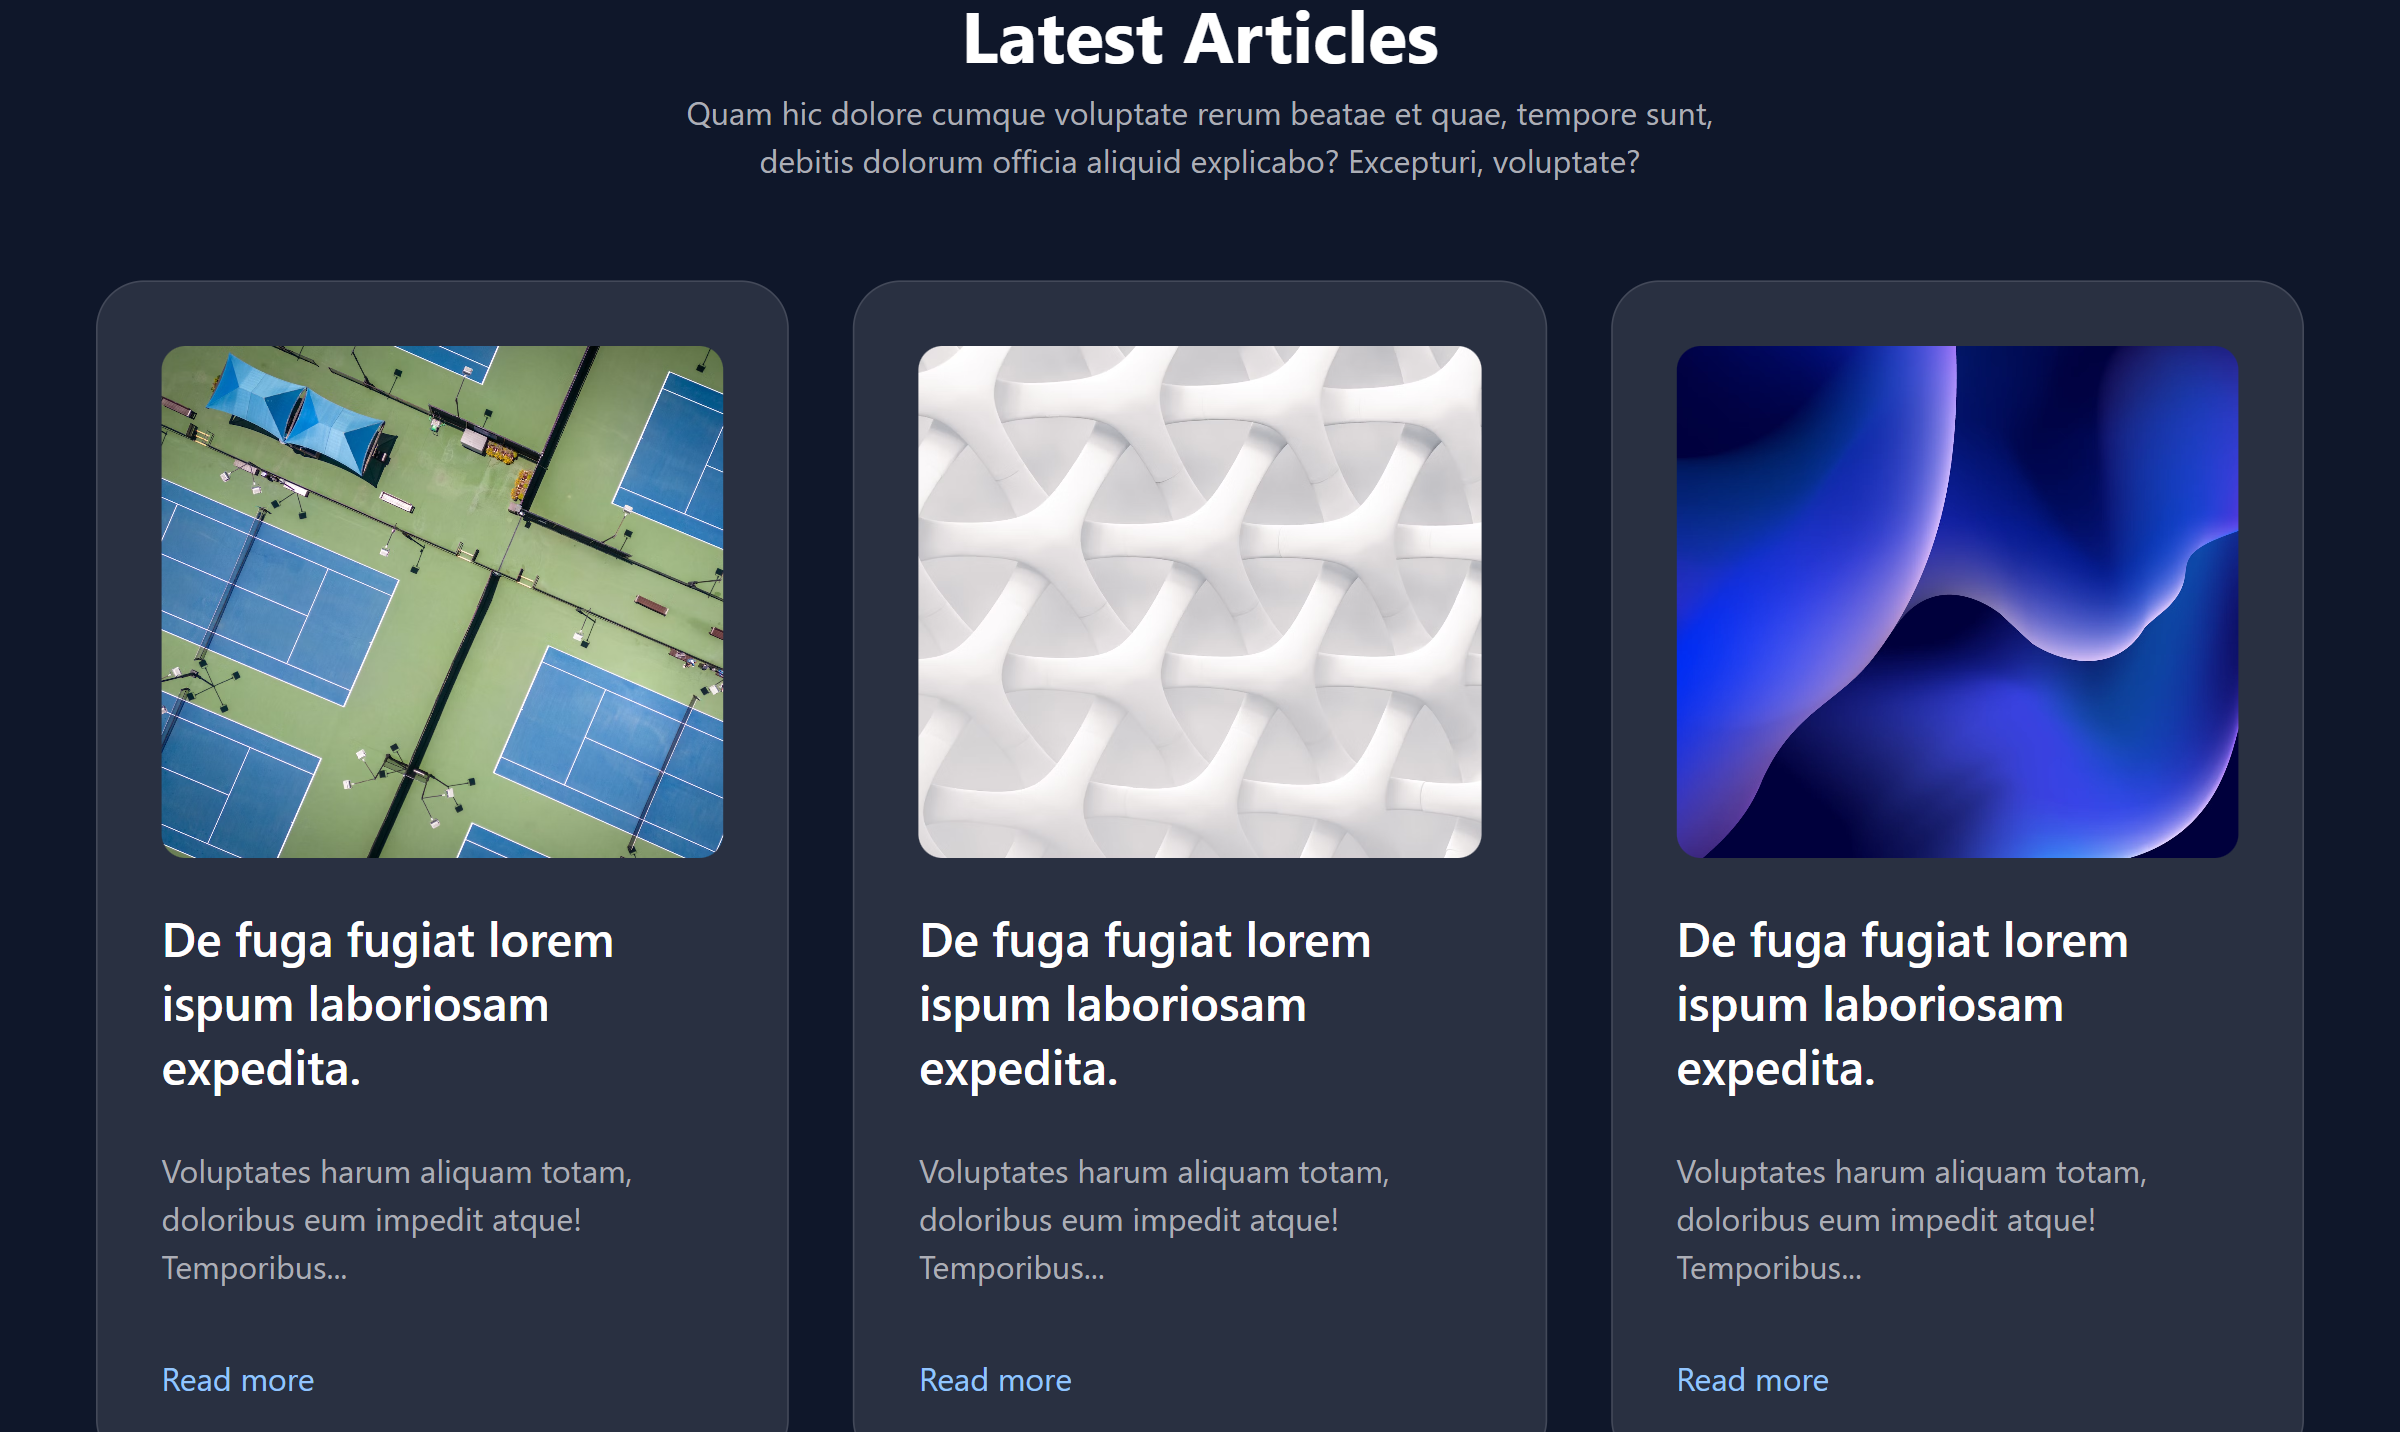 Latest Articles
Quam hic dolore cumque voluptate rerum beatae et quae, tempore sunt,
debitis dolorum officia aliquid explicabo? Excepturi, voluptate?
De fuga fugiat lorem
ispum laboriosam
expedita.
Voluptates harum aliquam totam,
doloribus eum impedit atque!
Temporibus...
Read more
De fuga fugiat lorem
ispum laboriosam
expedita.
Voluptates harum aliquam totam,
doloribus eum impedit atque!
Temporibus...
Read more
De fuga fugiat lorem
ispum laboriosam
expedita.
Voluptates harum aliquam totam,
doloribus eum impedit atque!
Temporibus...
Read more